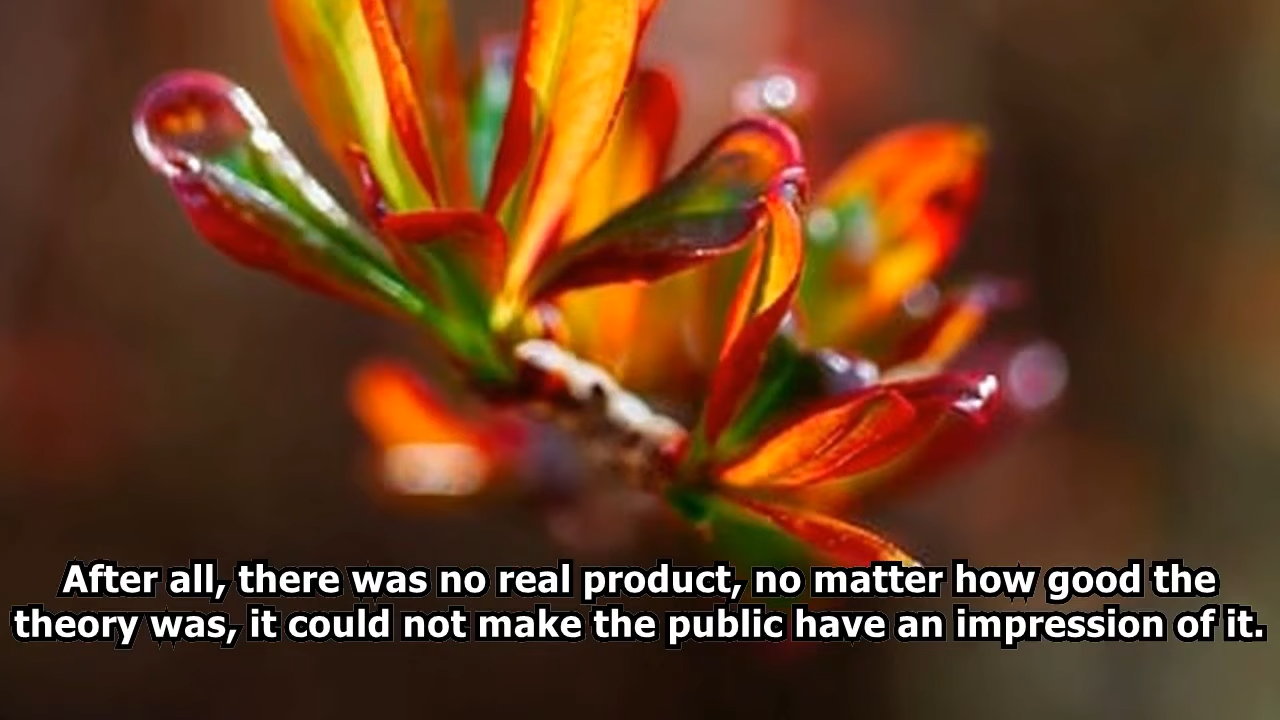 After all, there was no real product, no matter how good the
theory was, it could not make the public have an impression of it.